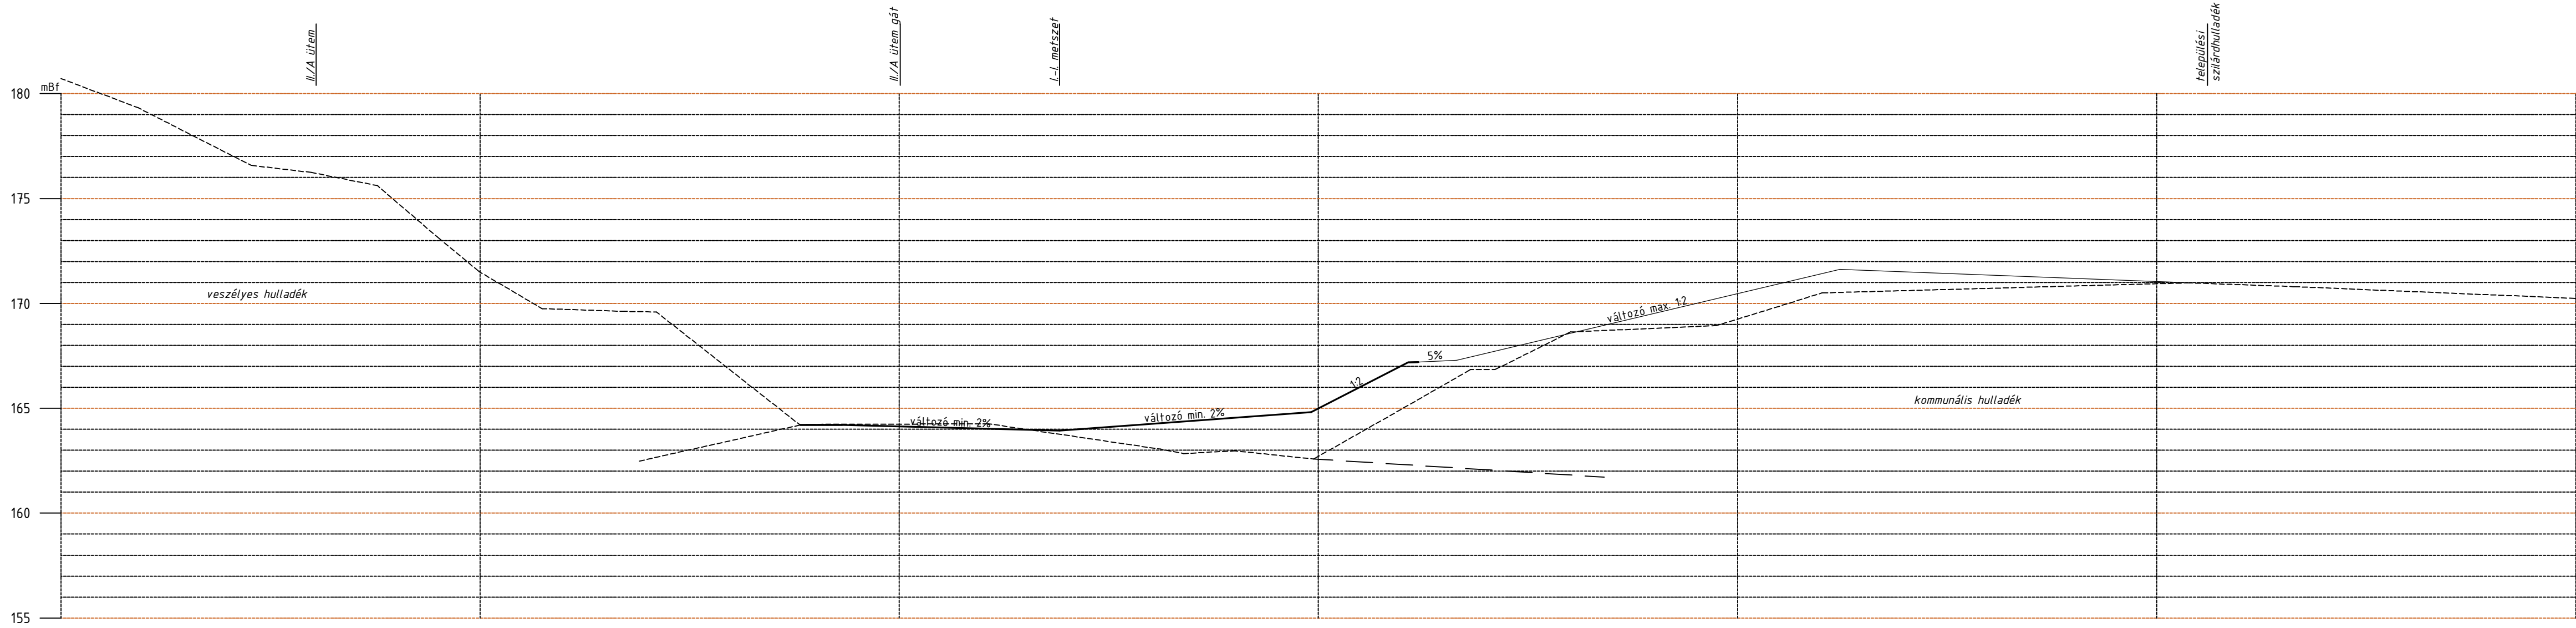 II./A ütem
II./A ütem gát
I.-I. metszet
települési
szilárdhulladék
mBf
180
175
170
165
160
155
veszélyes hulladék
változó min. 2%
változó min. 2%
1:2
5%
változó max. 1:2
kommunális hulladék